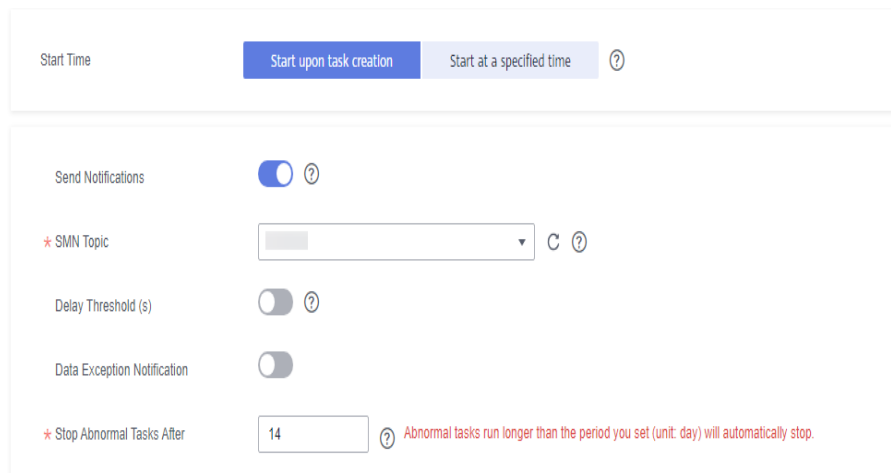 Start Time Start upon task creation Start at a specified time ?
Send Notifications ?
* SMN Topic ?
Delay Threshold (s) ?
Data Exception Notification
* Stop Abnormal Tasks After 14 ? Abnormal tasks run longer than the period you set (unit: day) will automatically stop.